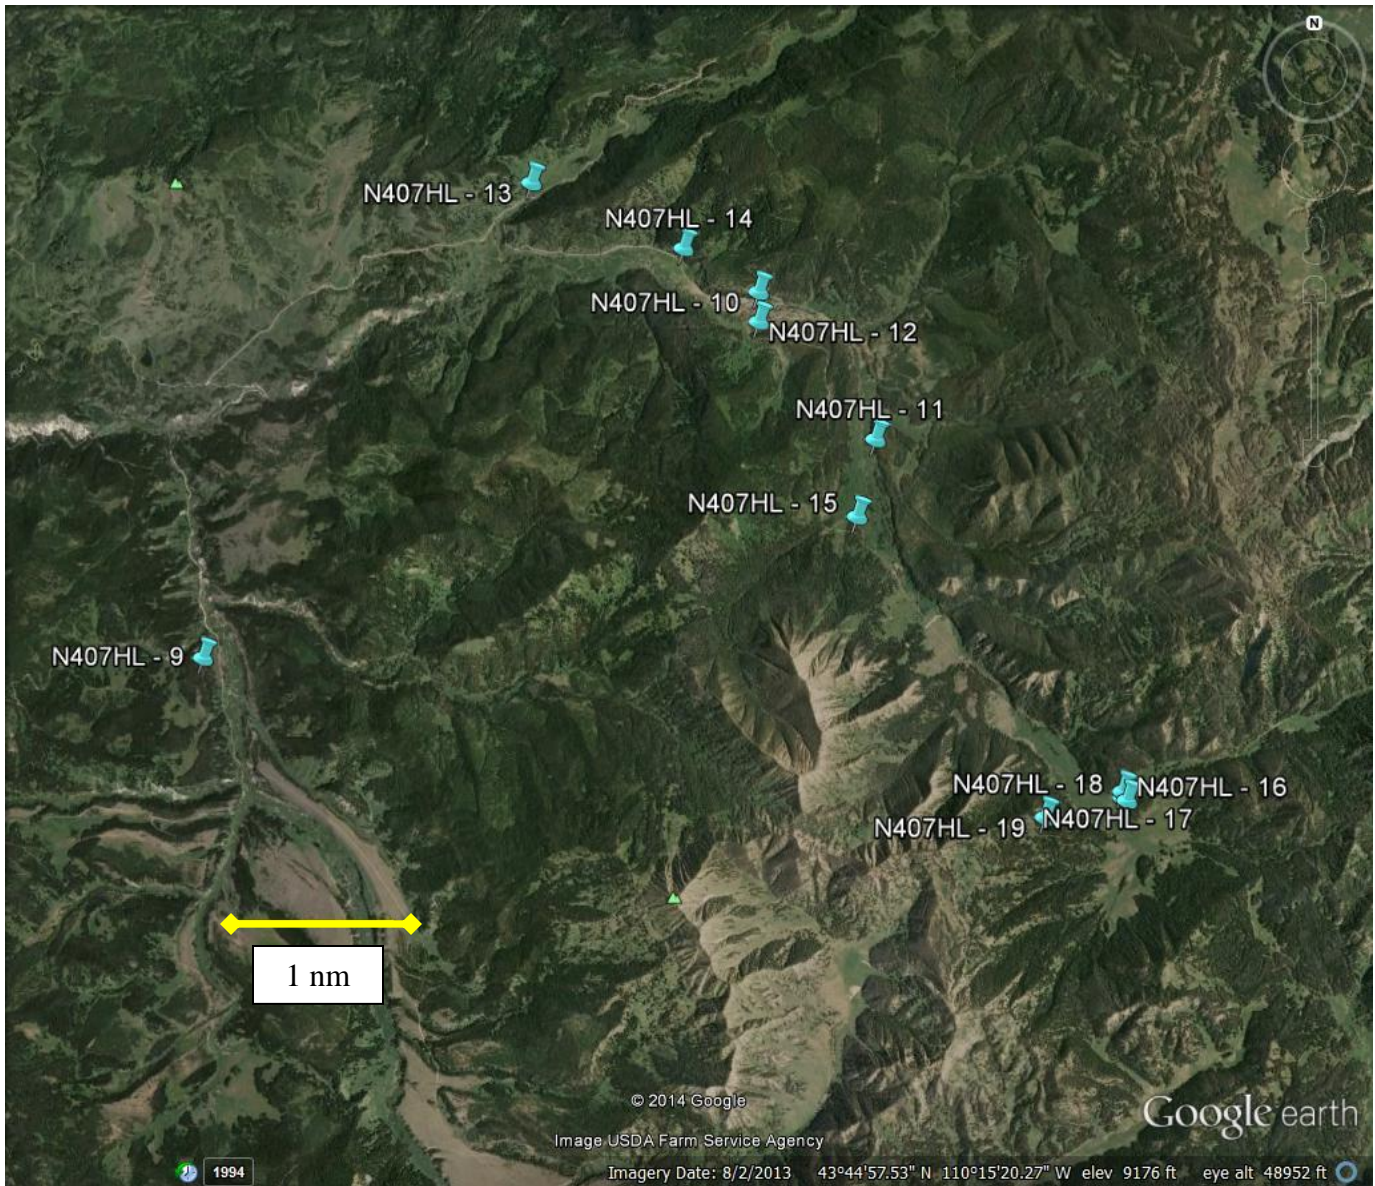 N
N407HL - 13
N407HL - 14
N407HL - 10
N407HL - 12
N407HL - 11
N407HL - 15
N407HL - 9
N407HL - 18
N407HL - 16
N407HL - 17
N407HL - 19
1 nm
© 2014 Google
Google earth
Image USDA Farm Service Agency
1994
Imagery Date: 8/2/2013 43°44'57.53" N 110°15'20.27" W elev 9176 ft eye alt 48952 ft